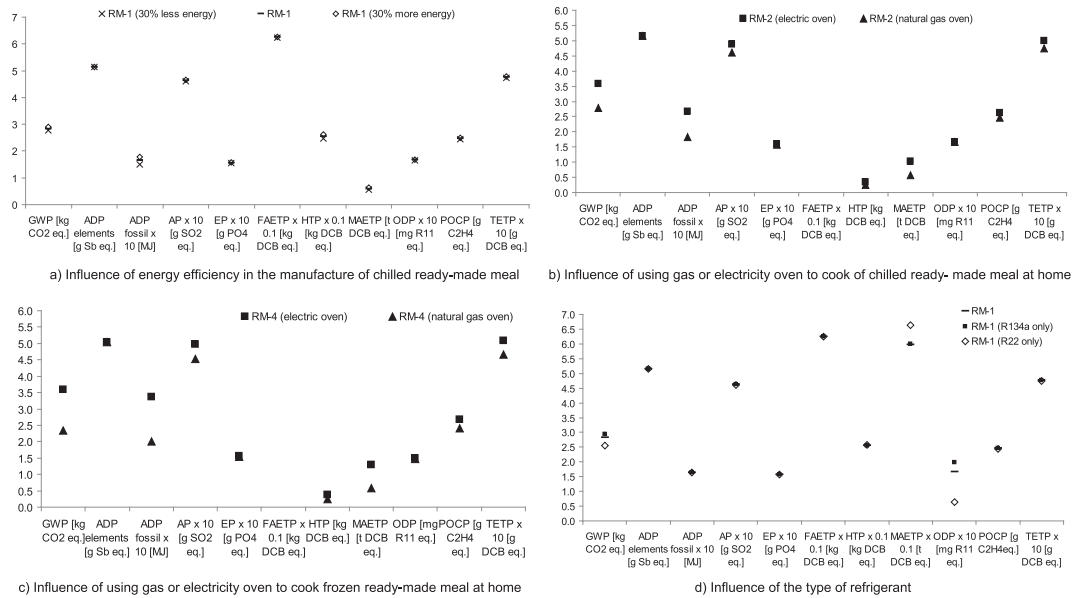 RM-1 (30% less energy) RM-1 RM-1 (30% more energy)
7
6
5
4
3
2
1
0
GWP [kg CO2 eq.]
ADP elements [g Sb eq.]
ADP fossil x 10 [MJ]
AP x 10 [g SO2 eq.]
EP x 10 [g PO4 eq.]
FAETP x 0.1 [kg DCB eq.]
HTP x 0.1 [kg DCB eq.]
MAETP [t DCB eq.]
ODP x 10 [mg R11 eq.]
POCP [g C2H4 eq.]
TETP x 10 [g DCB eq.]
a) Influence of energy efficiency in the manufacture of chilled ready-made meal
RM-2 (electric oven) RM-2 (natural gas oven)
6.0
5.5
5.0
4.5
4.0
3.5
3.0
2.5
2.0
1.5
1.0
0.5
0.0
GWP [kg CO2 eq.]
ADP elements [g Sb eq.]
ADP fossil x 10 [MJ]
AP x 10 [g SO2 eq.]
EP x 10 [g PO4 eq.]
FAETP x 0.1 [kg DCB eq.]
HTP [kg DCB eq.]
MAETP [t DCB eq.]
ODP x 10 [mg R11 eq.]
POCP [g C2H4 eq.]
TETP x 10 [g DCB eq.]
b) Influence of using gas or electricity oven to cook of chilled ready- made meal at home
RM-4 (electric oven) RM-4 (natural gas oven)
6.0
5.5
5.0
4.5
4.0
3.5
3.0
2.5
2.0
1.5
1.0
0.5
0.0
GWP [kg CO2 eq.]
ADP elements [g Sb eq.]
ADP fossil x 10 [MJ]
AP x 10 [g SO2 eq.]
EP x 10 [g PO4 eq.]
FAETP x 0.1 [kg DCB eq.]
HTP [kg DCB eq.]
MAETP [t DCB eq.]
ODP [mg R11 eq.]
POCP [g C2H4 eq.]
TETP x 10 [g DCB eq.]
c) Influence of using gas or electricity oven to cook frozen ready-made meal at home
RM-1
RM-1 (R134a only)
RM-1 (R22 only)
7.0
6.5
6.0
5.5
5.0
4.5
4.0
3.5
3.0
2.5
2.0
1.5
1.0
0.5
0.0
GWP [kg CO2 eq.]
ADP elements [g Sb eq.]
ADP fossil x 10 [MJ]
AP x 10 [g SO2 eq.]
EP x 10 [g PO4 eq.]
FAETP x 0.1 [kg DCB eq.]
HTP x 0.1 [kg DCB eq.]
MAETP x 0.1 [t DCB eq.]
ODP x 10 [mg R11 eq.]
POCP [g C2H4eq.]
TETP x 10 [g DCB eq.]
d) Influence of the type of refrigerant